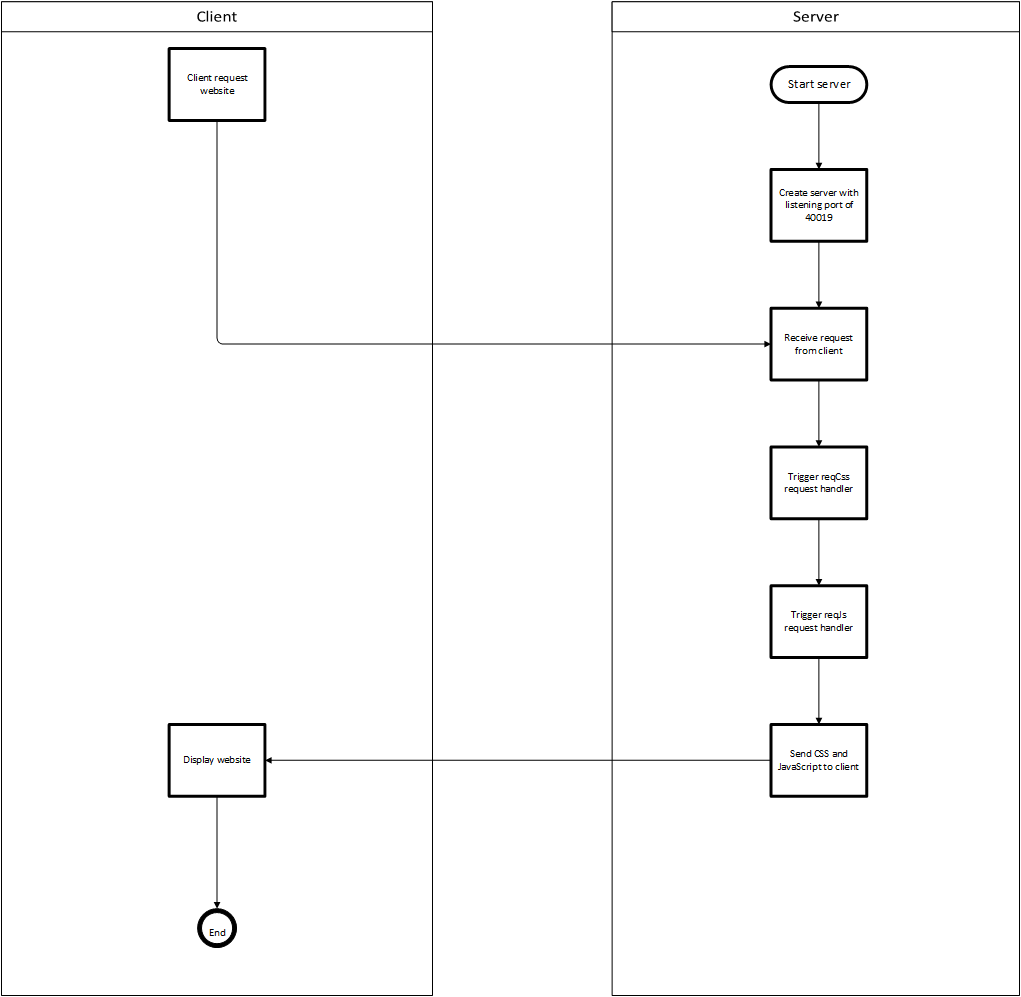 Client
Server
Client request
website
Start server
Create server with
listening port of
40019
Receive request
from client
Trigger reqCss
request handler
Trigger reqJs
request handler
Display website
Send CSS and
JavaScript to client
End